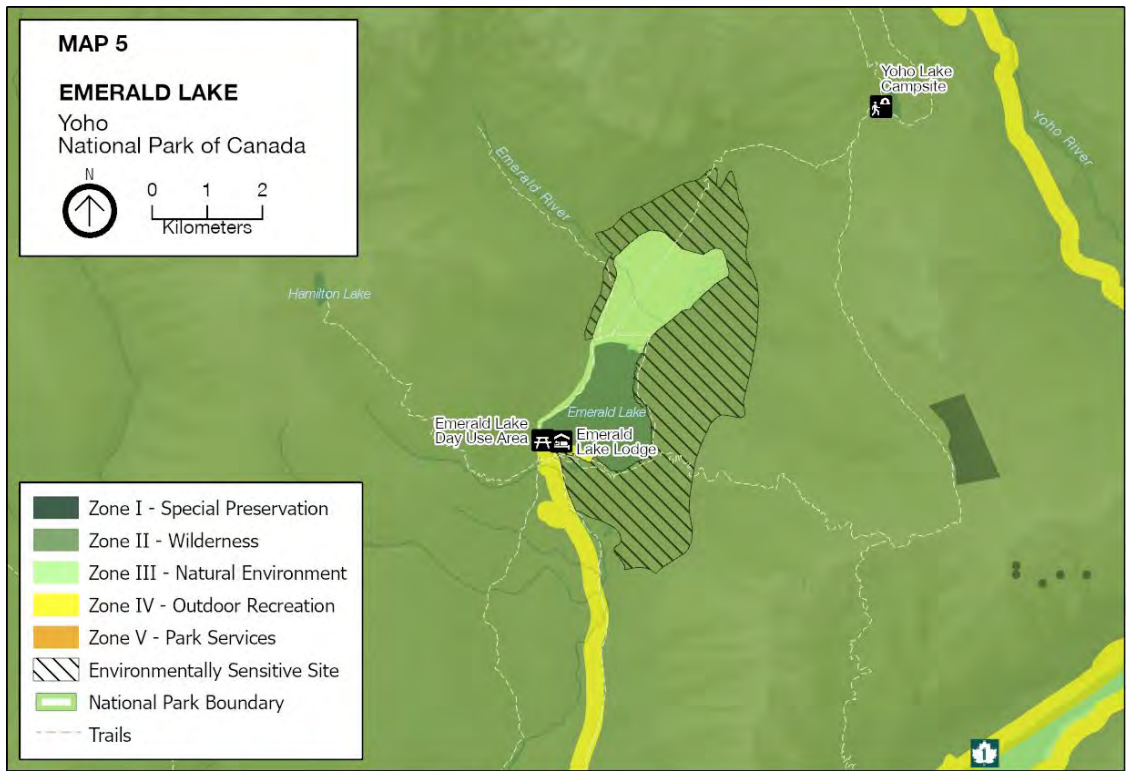 MAP 5
EMERALD LAKE
Yoho
National Park of Canada
N
0 1 2
Kilometers
Yoho Lake
Campsite
Yoho River
Emerald River
Hamilton Lake
Emerald Lake
Emerald Lake
Day Use Area
Emerald
Lake Lodge
Zone I - Special Preservation
Zone II - Wilderness
Zone III - Natural Environment
Zone IV - Outdoor Recreation
Zone V - Park Services
Environmentally Sensitive Site
National Park Boundary
Trails
1